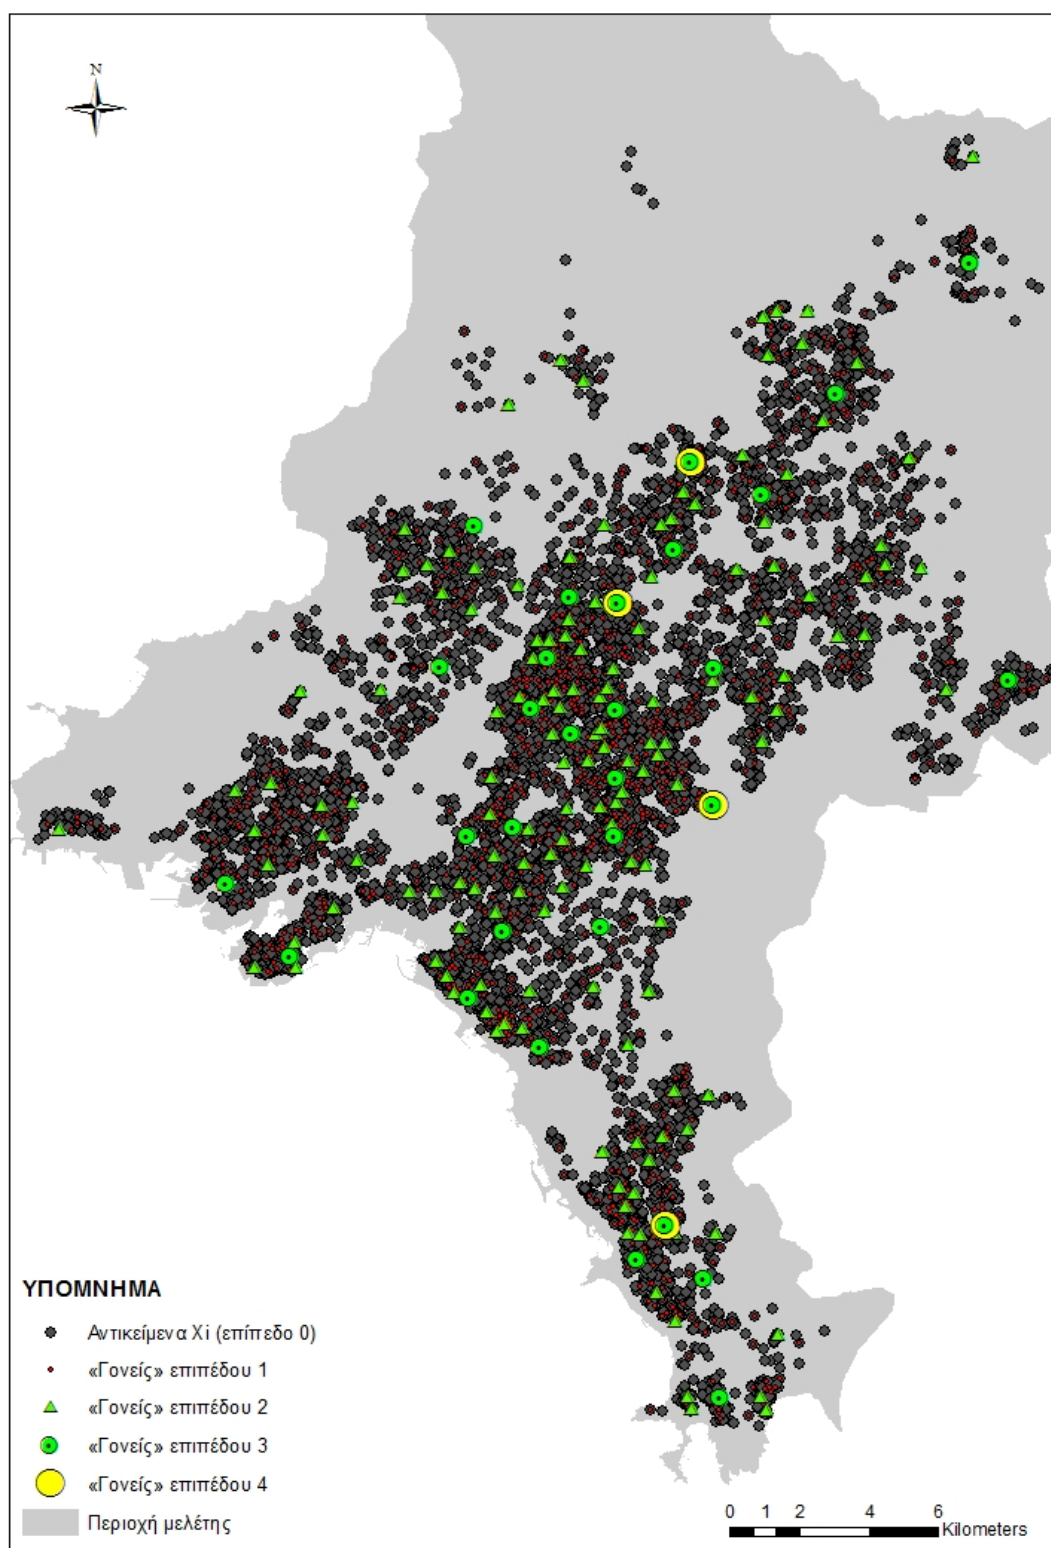 N
ΥΠΟΜΝΗΜΑ
Αντικείμενα Xi (επίπεδο 0)
«Γονείς» επιπέδου 1
«Γονείς» επιπέδου 2
«Γονείς» επιπέδου 3
«Γονείς» επιπέδου 4
Περιοχή μελέτης
0 1 2 4 6
Kilometers